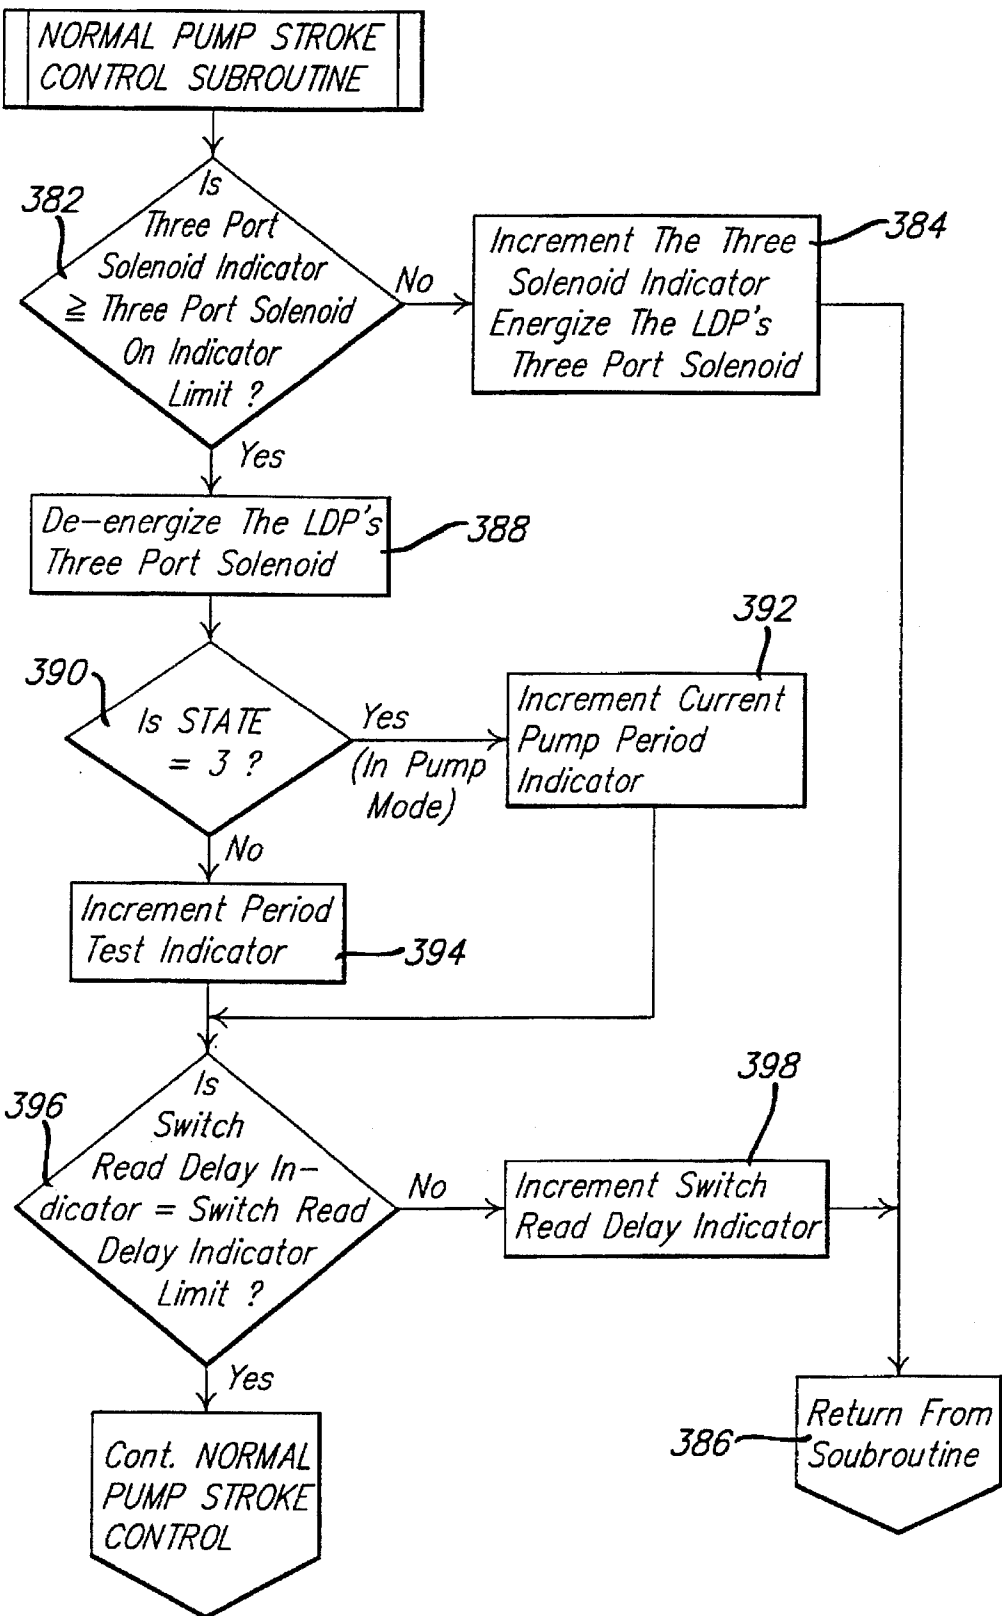 NORMAL PUMP STROKE
CONTROL SUBROUTINE
382
Is
Three Port
Solenoid Indicator
≧ Three Port Solenoid
On Indicator
Limit ?
No
Increment The Three
Solenoid Indicator
Energize The LDP's
Three Port Solenoid
384
Yes
De-energize The LDP's
Three Port Solenoid
388
390
Is STATE
= 3 ?
Yes
(In Pump
Mode)
392
Increment Current
Pump Period
Indicator
No
Increment Period
Test Indicator
394
396
Is
Switch
Read Delay In-
dicator = Switch Read
Delay Indicator
Limit ?
No
398
Increment Switch
Read Delay Indicator
Yes
Cont. NORMAL
PUMP STROKE
CONTROL
386
Return From
Soubroutine